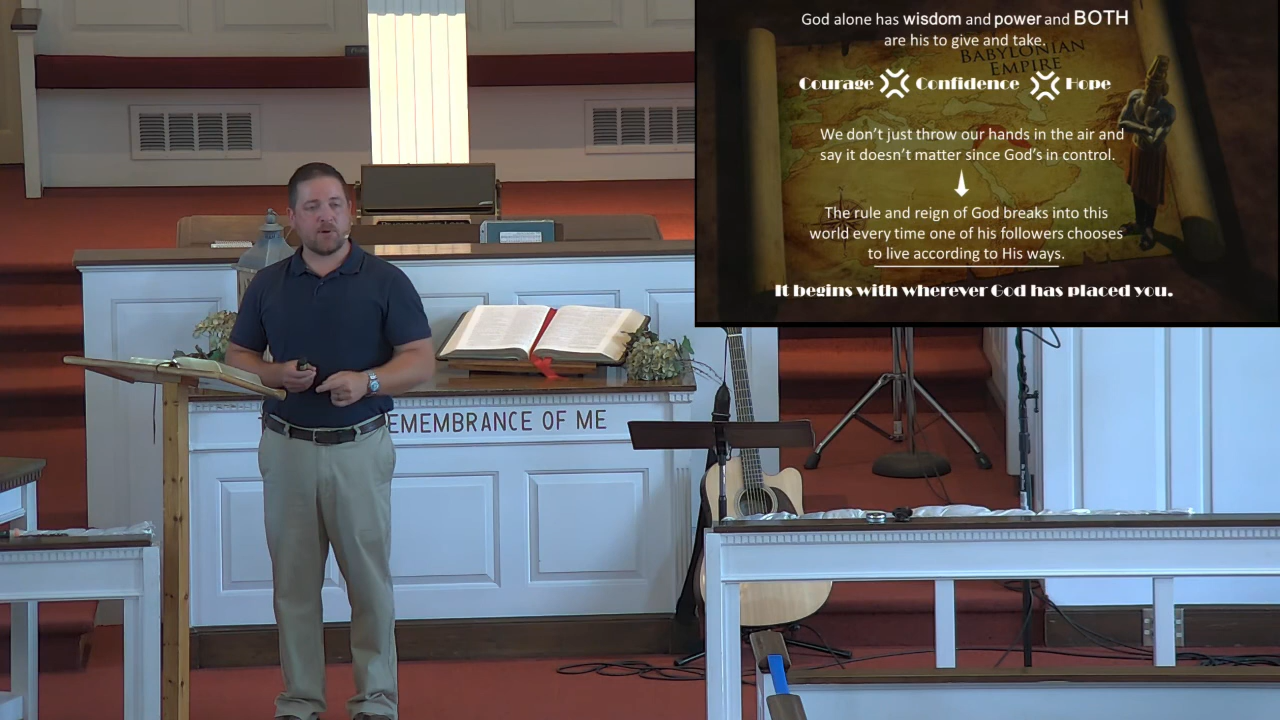 God alone has wisdom and power and BOTH
are his to give and take.
BABYLONIAN
EMPIRE
Courage Confidence Hope
We don't just throw our hands in the air and
say it doesn't matter since God's in control.
The rule and reign of God breaks into this
world every time one of his followers chooses
to live according to His ways.
It begins with wherever God has placed you.
EMEMBRANCE OF ME